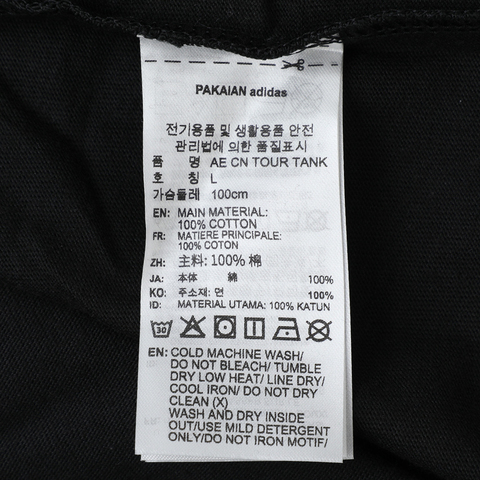 PAKAIAN adidas
전기용품 및 생활용품 안전
관리법에 의한 품질표시
품 명 AE CN TOUR TANK
호 칭 L
가슴둘레 100cm
EN: MAIN MATERIAL:
100% COTTON
FR: MATIERE PRINCIPALE:
100% COTON
ZH: 主料: 100% 棉
JA: 本体 綿 100%
KO: 주소재: 면 100%
ID: MATERIAL UTAMA: 100% KATUN
30
EN: COLD MACHINE WASH/
DO NOT BLEACH/ TUMBLE
DRY LOW HEAT/ LINE DRY/
COOL IRON/ DO NOT DRY
CLEAN (X)
WASH AND DRY INSIDE
OUT/USE MILD DETERGENT
ONLY/DO NOT IRON MOTIF/